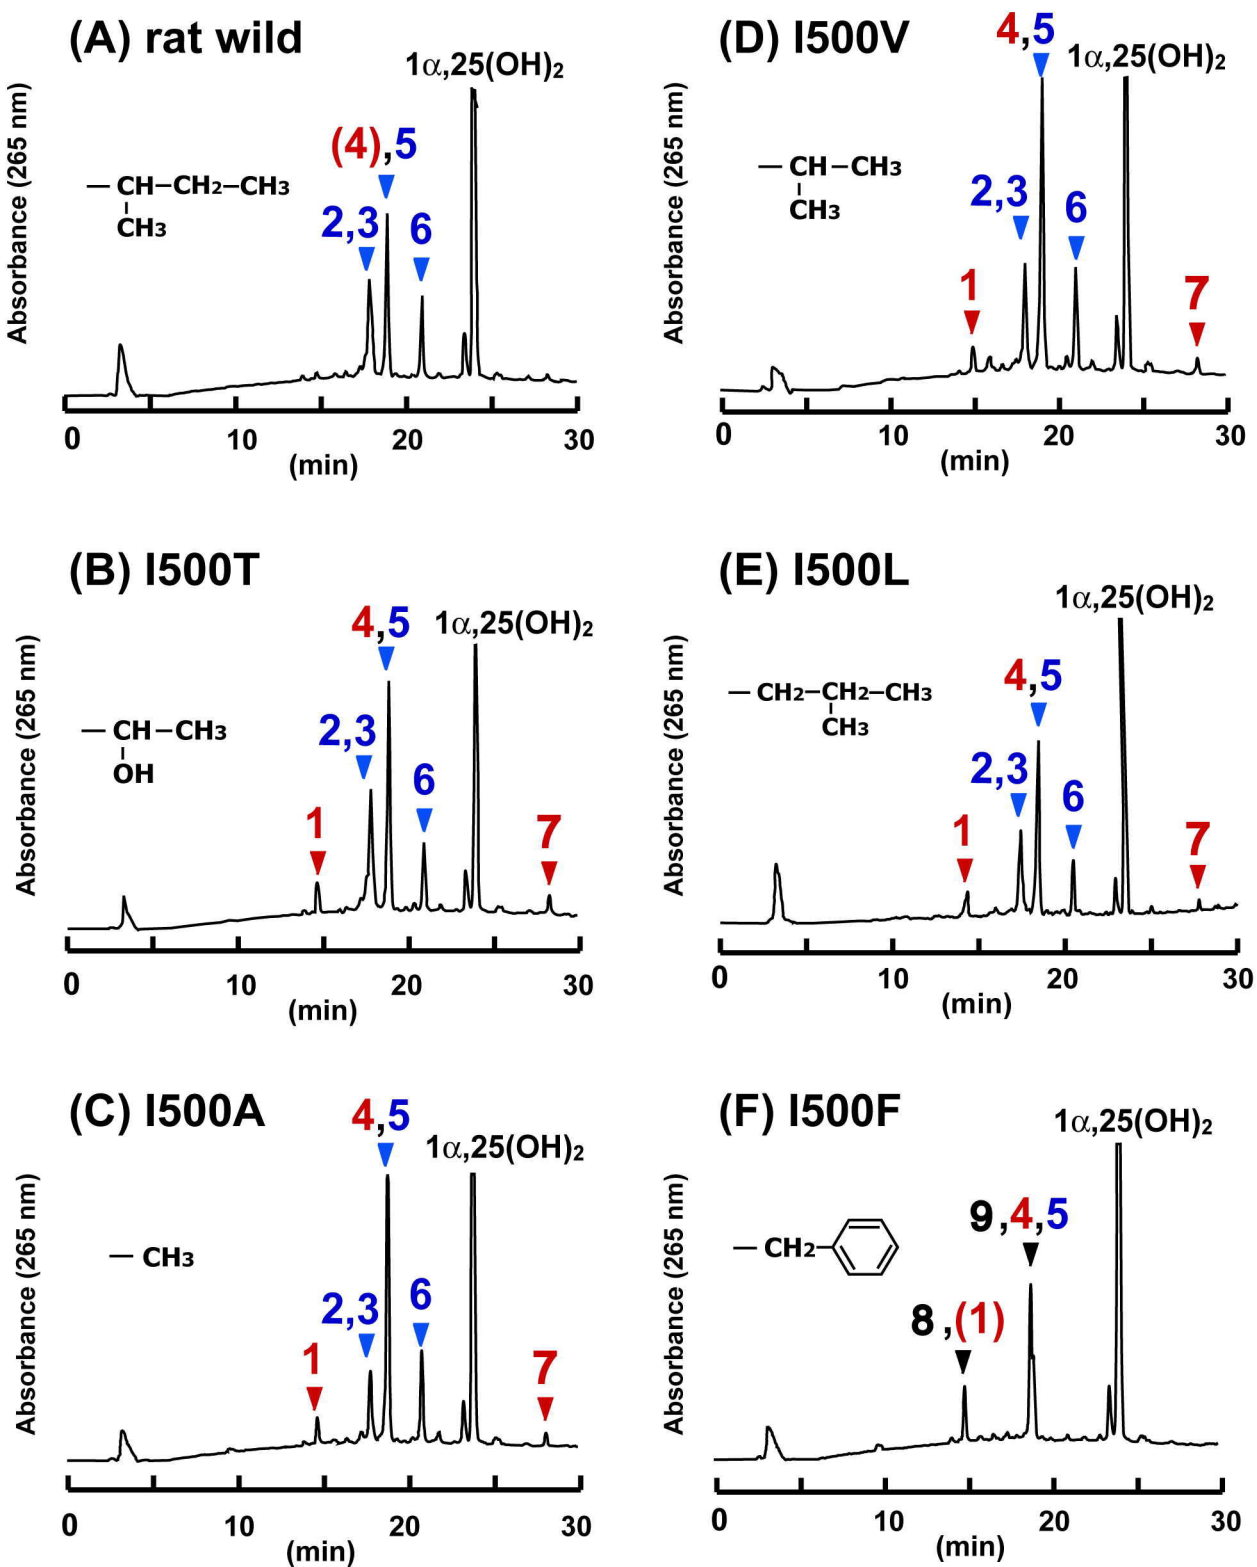 (A) rat wild
1α,25(OH)₂
(4),5
2,3
6
— CH–CH₂–CH₃
CH₃
Absorbance (265 nm)
0
10
20
30
(min)
(D) I500V
4,5
1α,25(OH)₂
— CH — CH₃
CH₃
2,3
6
1
7
Absorbance (265 nm)
0
10
20
30
(min)
(B) I500T
4,5
1α,25(OH)₂
2,3
— CH — CH₃
OH
6
1
7
Absorbance (265 nm)
0
10
20
30
(min)
(E) I500L
1α,25(OH)₂
4,5
— CH₂–CH₂–CH₃
CH₃
2,3
6
1
7
Absorbance (265 nm)
0
10
20
30
(min)
(C) I500A
4,5
1α,25(OH)₂
— CH₃
2,3
6
1
7
Absorbance (265 nm)
0
10
20
30
(min)
(F) I500F
1α,25(OH)₂
9,4,5
— CH₂
8,(1)
Absorbance (265 nm)
0
10
20
30
(min)